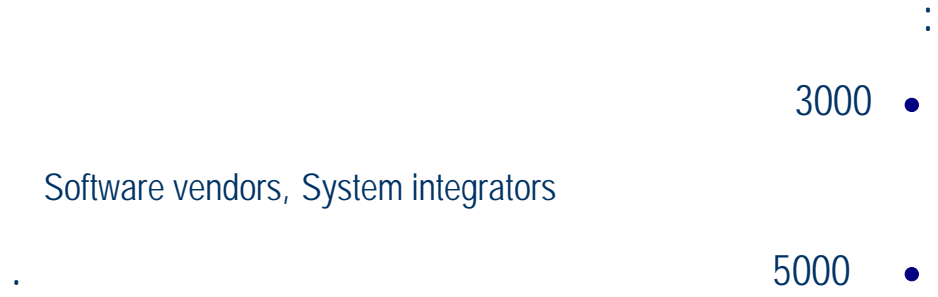 :
• 3000
Software vendors, System integrators
• 5000 .